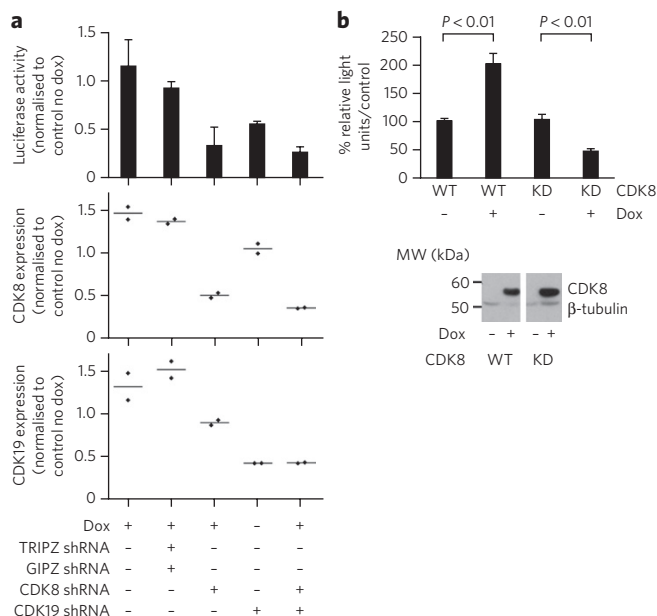 a
Luciferase activity
(normalised to
control no dox)
1.5
1.0
0.5
0
CDK8 expression
(normalised to
control no dox)
1.5
1.0
0.5
0
CDK19 expression
(normalised to
control no dox)
1.5
1.0
0.5
0
Dox + + + – +
TRIPZ shRNA – + – – –
GIPZ shRNA – + – – –
CDK8 shRNA – – + – +
CDK19 shRNA – – – + +
b
P < 0.01 P < 0.01
% relative light
units/control
250
200
150
100
50
0
WT WT KD KD CDK8
– + – + Dox
MW (kDa)
60
50
CDK8
β-tubulin
Dox – + – +
CDK8 WT KD